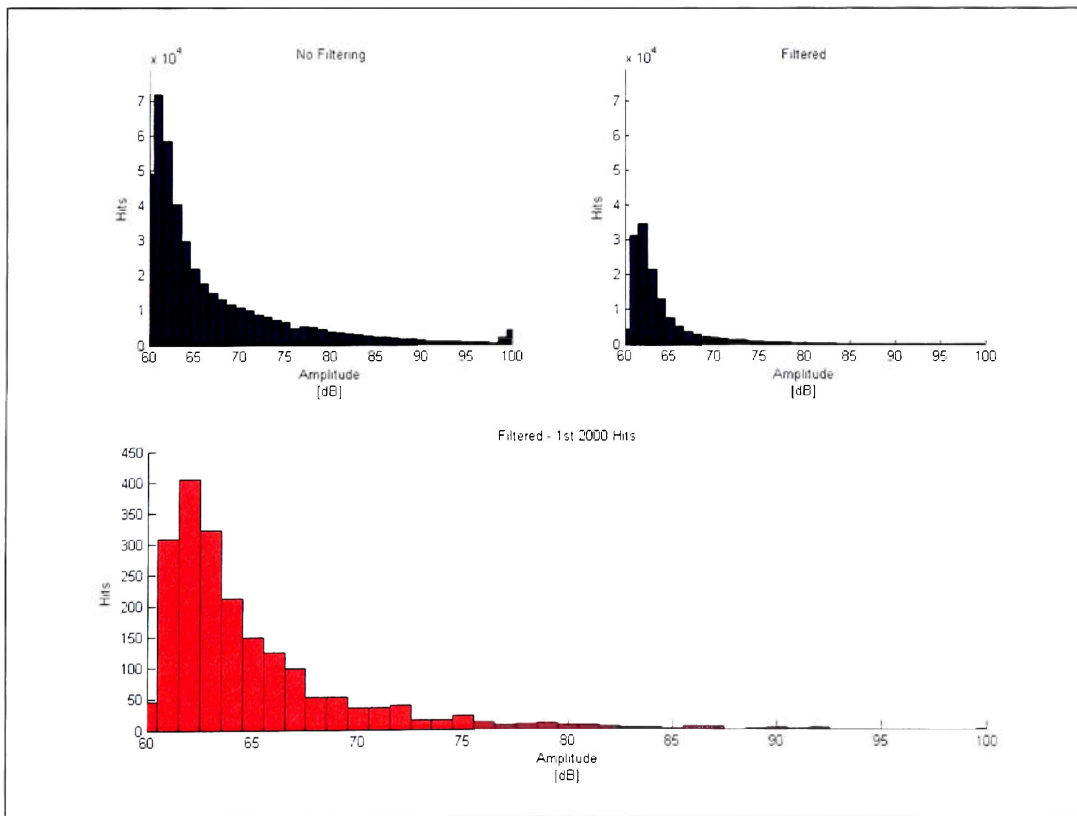 No Filtering
x 10^4
7
6
5
4
3
2
1
0
Hits
60 65 70 75 80 85 90 95 100
Amplitude
[dB]
Filtered
x 10^4
7
6
5
4
3
2
1
0
Hits
60 65 70 75 80 85 90 95 100
Amplitude
[dB]
Filtered - 1st 2000 Hits
450
400
350
300
250
200
150
100
50
0
Hits
60 65 70 75 80 85 90 95 100
Amplitude
[dB]